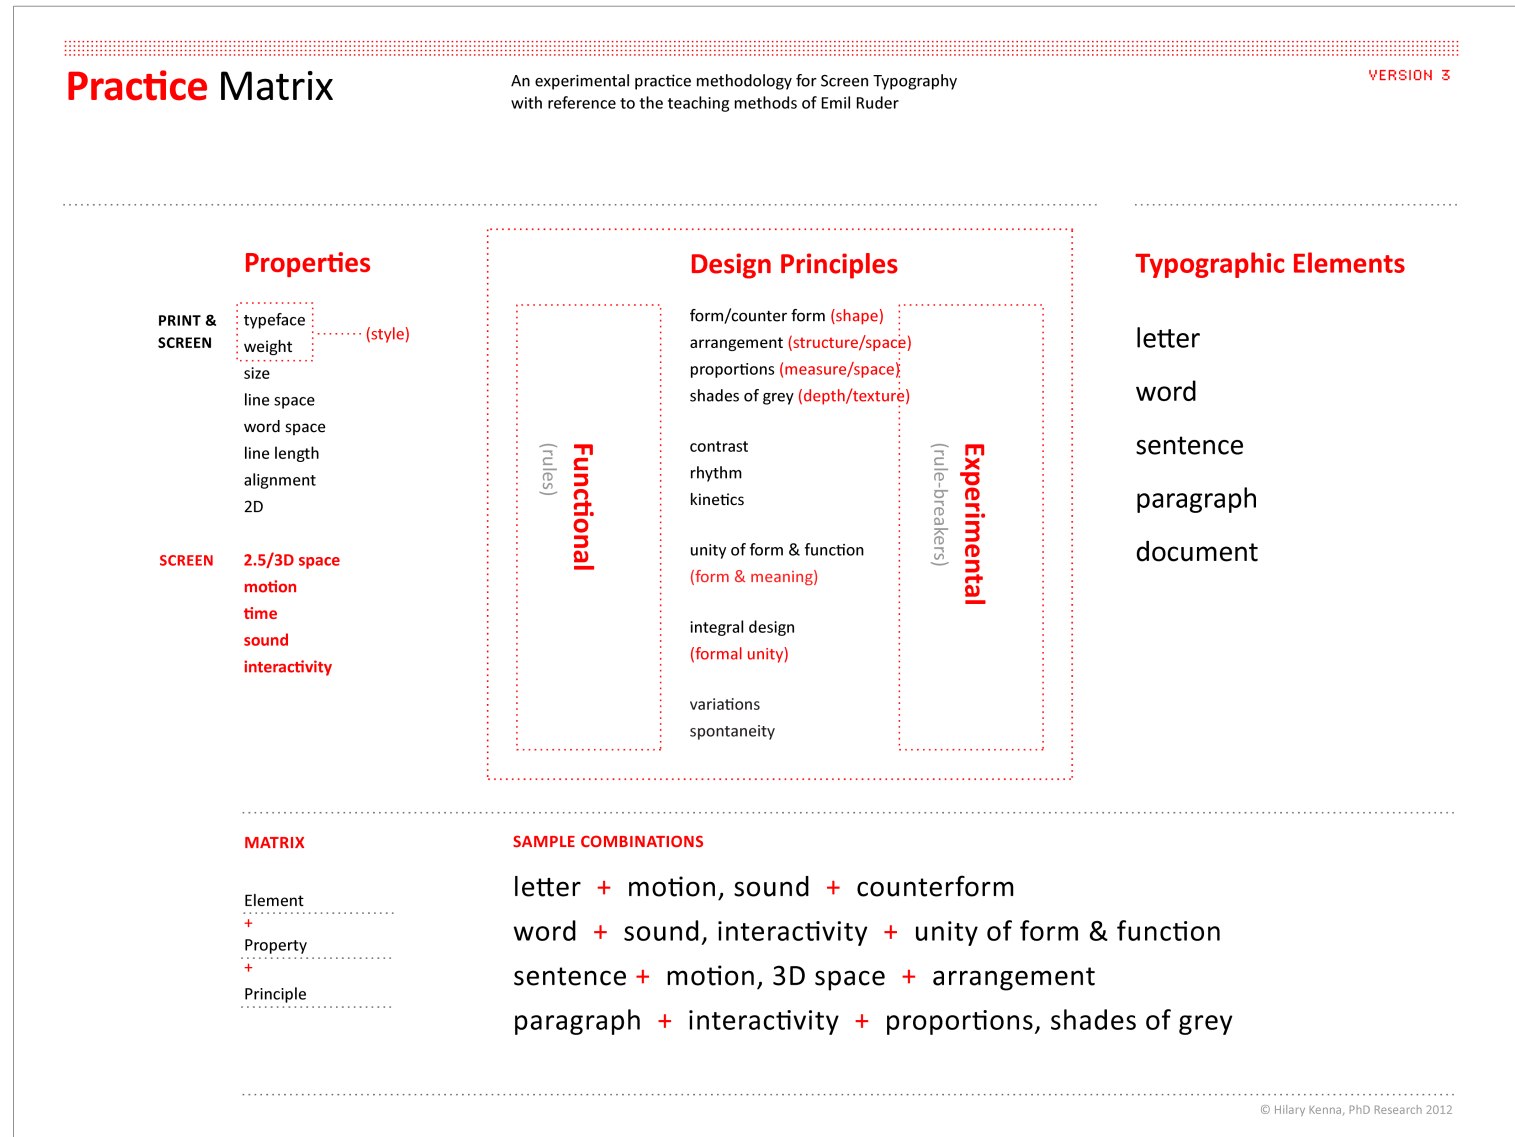 Practice Matrix
An experimental practice methodology for Screen Typography
with reference to the teaching methods of Emil Ruder
VERSION 3
Properties
PRINT &
SCREEN
typeface
weight
(style)
size
line space
word space
line length
alignment
2D
SCREEN
2.5/3D space
motion
time
sound
interactivity
Design Principles
Functional
(rules)
form/counter form (shape)
arrangement (structure/space)
proportions (measure/space)
shades of grey (depth/texture)
contrast
rhythm
kinetics
unity of form & function
(form & meaning)
integral design
(formal unity)
variations
spontaneity
Experimental
(rule-breakers)
Typographic Elements
letter
word
sentence
paragraph
document
MATRIX
Element
+
Property
+
Principle
SAMPLE COMBINATIONS
letter + motion, sound + counterform
word + sound, interactivity + unity of form & function
sentence + motion, 3D space + arrangement
paragraph + interactivity + proportions, shades of grey
© Hilary Kenna, PhD Research 2012